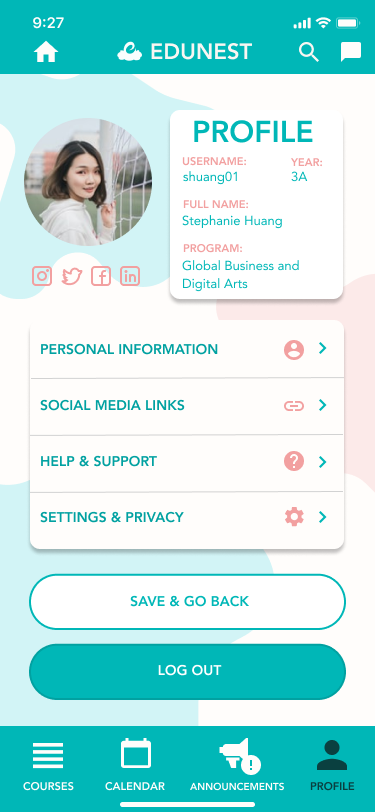 9:27
EDUNEST
PROFILE
USERNAME: YEAR:
shuang01 3A
FULL NAME:
Stephanie Huang
PROGRAM:
Global Business and
Digital Arts
PERSONAL INFORMATION
SOCIAL MEDIA LINKS
HELP & SUPPORT
SETTINGS & PRIVACY
SAVE & GO BACK
LOG OUT
COURSES CALENDAR ANNOUNCEMENTS PROFILE